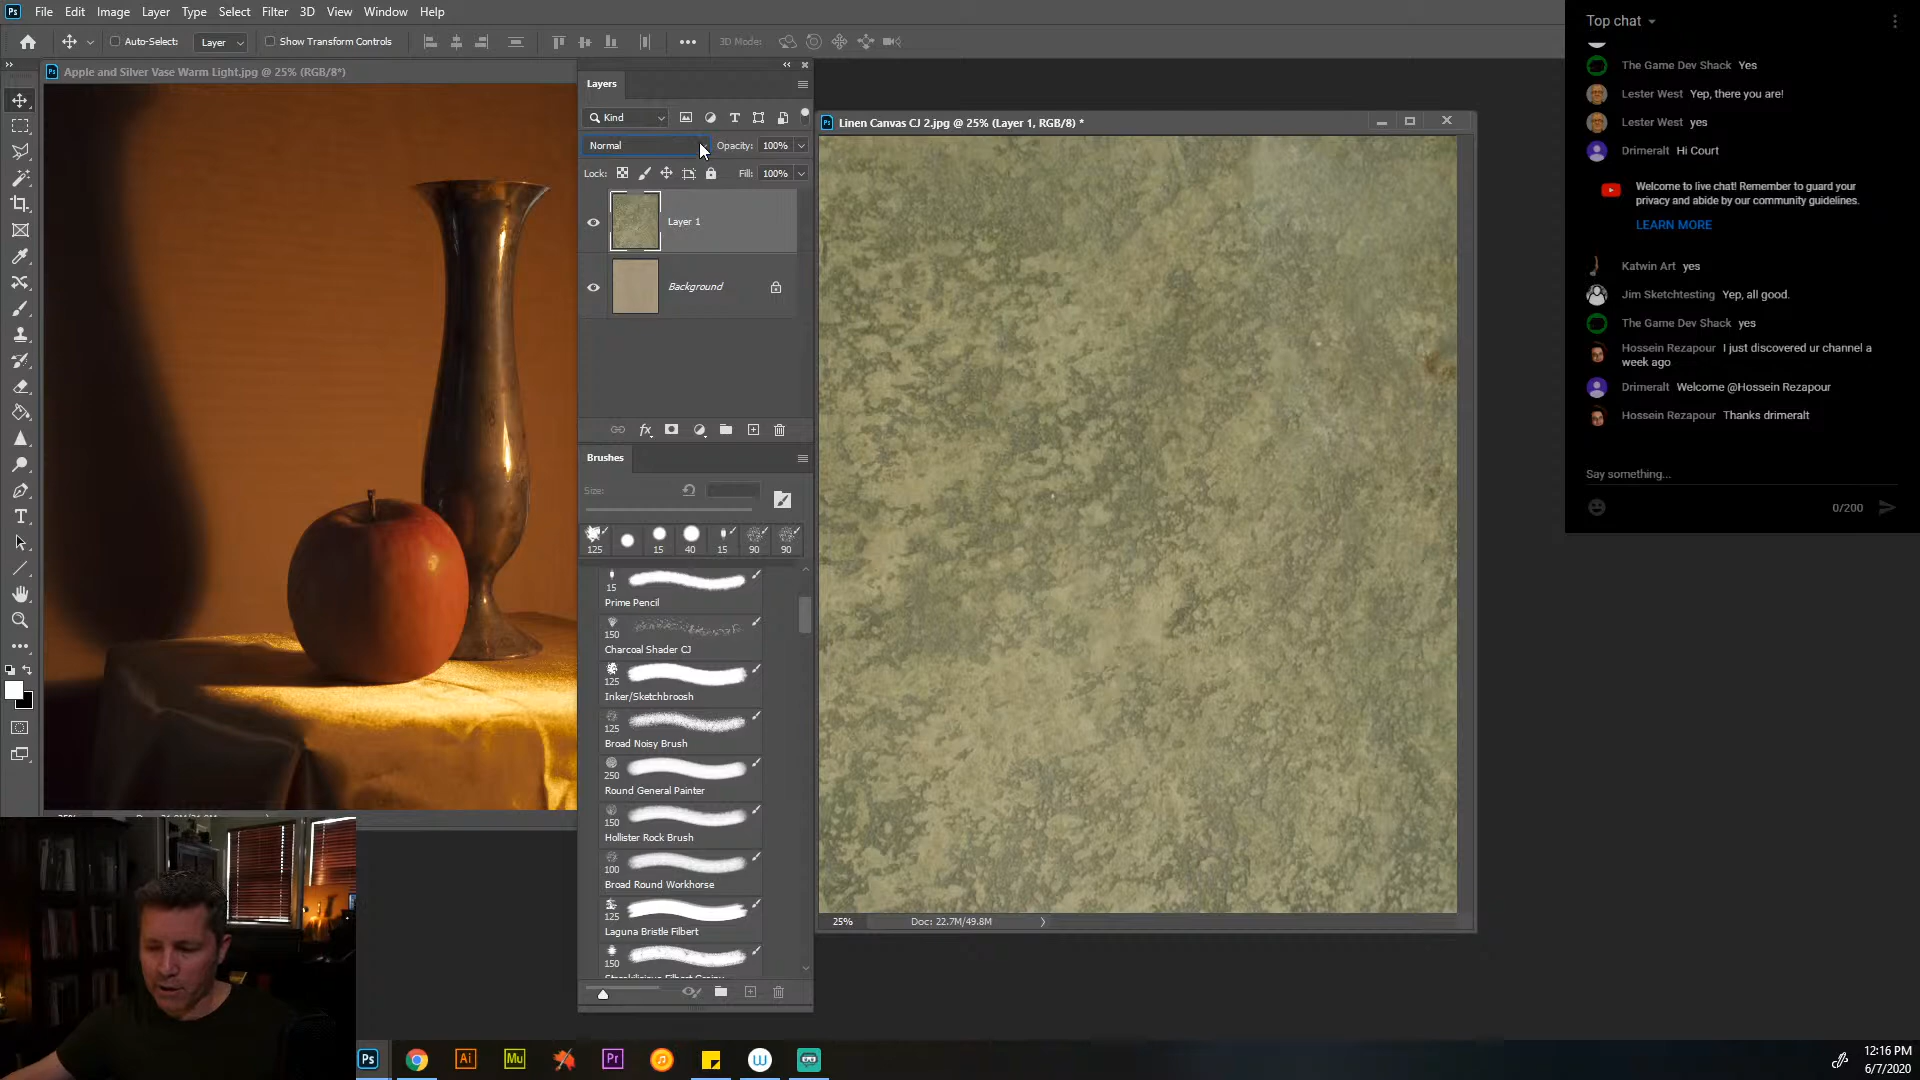 Ps File Edit Image Layer Type Select Filter 3D View Window Help
Auto-Select: Layer Show Transform Controls 3D Mode:
Ps Apple and Silver Vase Warm Light.jpg @ 25% (RGB/8*)
Layers
Kind
Normal Opacity: 100%
Lock: Fill: 100%
Layer 1
Background
fx
Brushes
Size:
125 15 40 15 90 90
15
Prime Pencil
150
Charcoal Shader CJ
125
Inker/Sketchbroosh
125
Broad Noisy Brush
250
Round General Painter
150
Hollister Rock Brush
100
Broad Round Workhorse
125
Laguna Bristle Filbert
150
Ps Linen Canvas CJ 2.jpg @ 25% (Layer 1, RGB/8) *
25% Doc: 22.7M/49.8M
Top chat
The Game Dev Shack Yes
Lester West Yep, there you are!
Lester West yes
Drimeralt Hi Court
Welcome to live chat! Remember to guard your
privacy and abide by our community guidelines.
LEARN MORE
Katwin Art yes
Jim Sketchtesting Yep, all good.
The Game Dev Shack yes
Hossein Rezapour I just discovered ur channel a
week ago
Drimeralt Welcome @Hossein Rezapour
Hossein Rezapour Thanks drimeralt
Say something...
0/200
Ps Ai Mu Pr
12:16 PM
6/7/2020